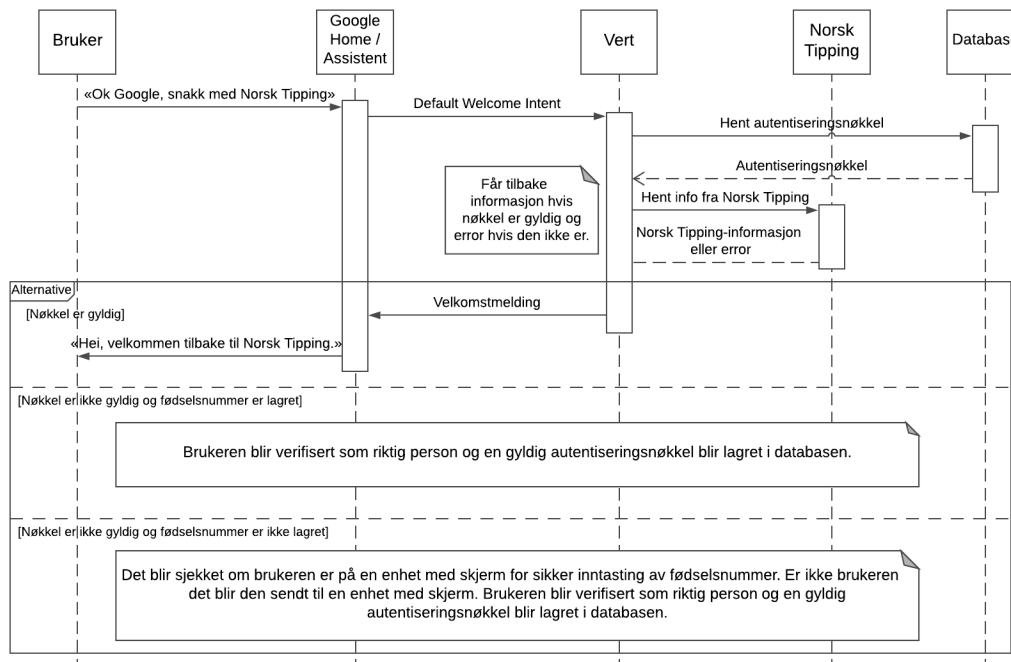 Bruker
Google
Home /
Assistent
Vert
Norsk
Tipping
Database
«Ok Google, snakk med Norsk Tipping»
Default Welcome Intent
Hent autentiseringsnøkkel
Autentiseringsnøkkel
Får tilbake
informasjon hvis
nøkkel er gyldig og
error hvis den ikke er.
Hent info fra Norsk Tipping
Norsk Tipping-informasjon
eller error
Alternative
[Nøkkel er gyldig]
Velkomstmelding
«Hei, velkommen tilbake til Norsk Tipping.»
[Nøkkel er ikke gyldig og fødselsnummer er lagret]
Brukeren blir verifisert som riktig person og en gyldig autentiseringsnøkkel blir lagret i databasen.
[Nøkkel er ikke gyldig og fødselsnummer er ikke lagret]
Det blir sjekket om brukeren er på en enhet med skjerm for sikker inntasting av fødselsnummer. Er ikke brukeren
det blir den sendt til en enhet med skjerm. Brukeren blir verifisert som riktig person og en gyldig
autentiseringsnøkkel blir lagret i databasen.